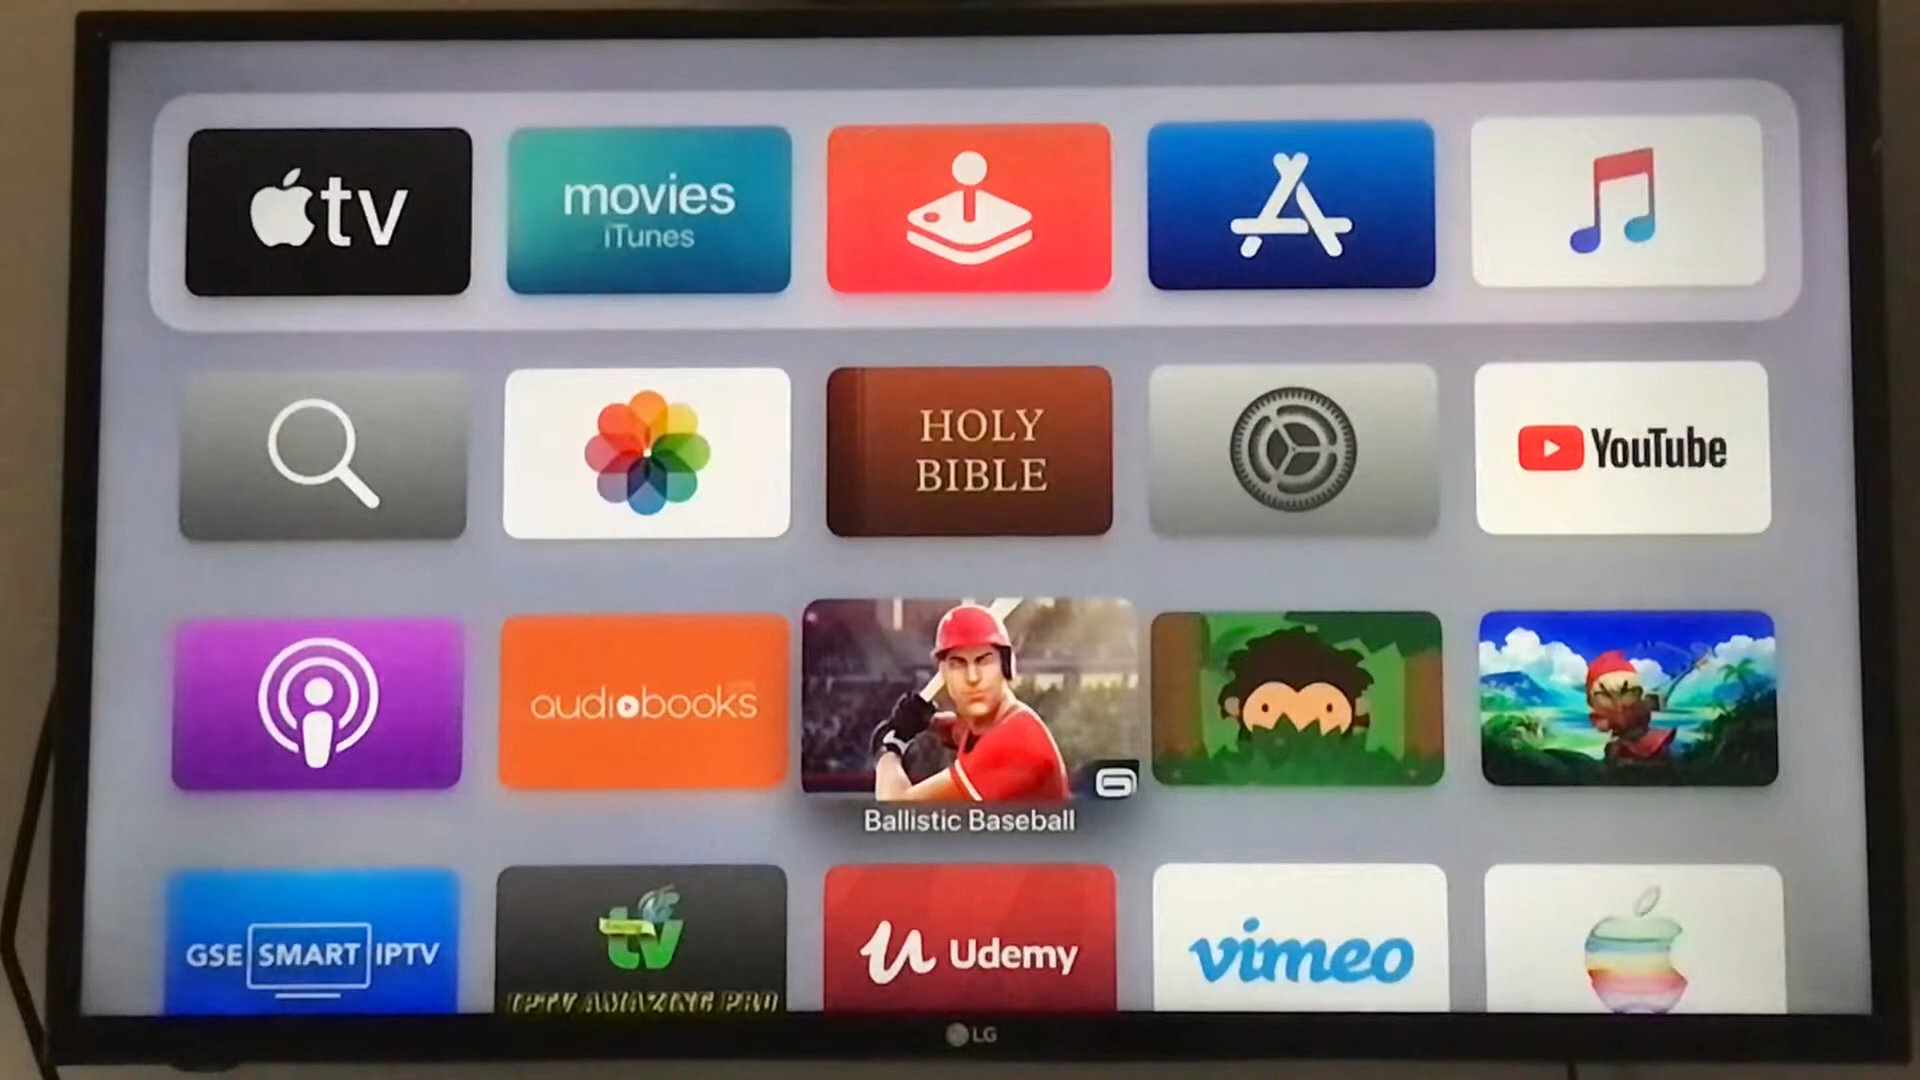 tv
movies
iTunes
HOLY
BIBLE
YouTube
audiobooks
Ballistic Baseball
GSE SMART IPTV
tv
IPTV AMAZING PRO
Udemy
vimeo
LG